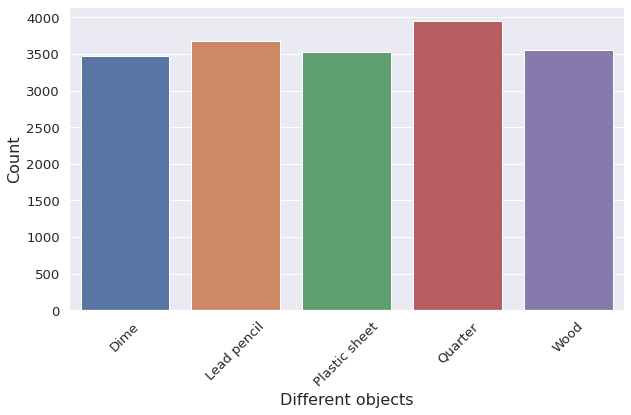 4000
3500
3000
2500
2000
1500
1000
500
0
Count
Dime
Lead pencil
Plastic sheet
Quarter
Wood
Different objects